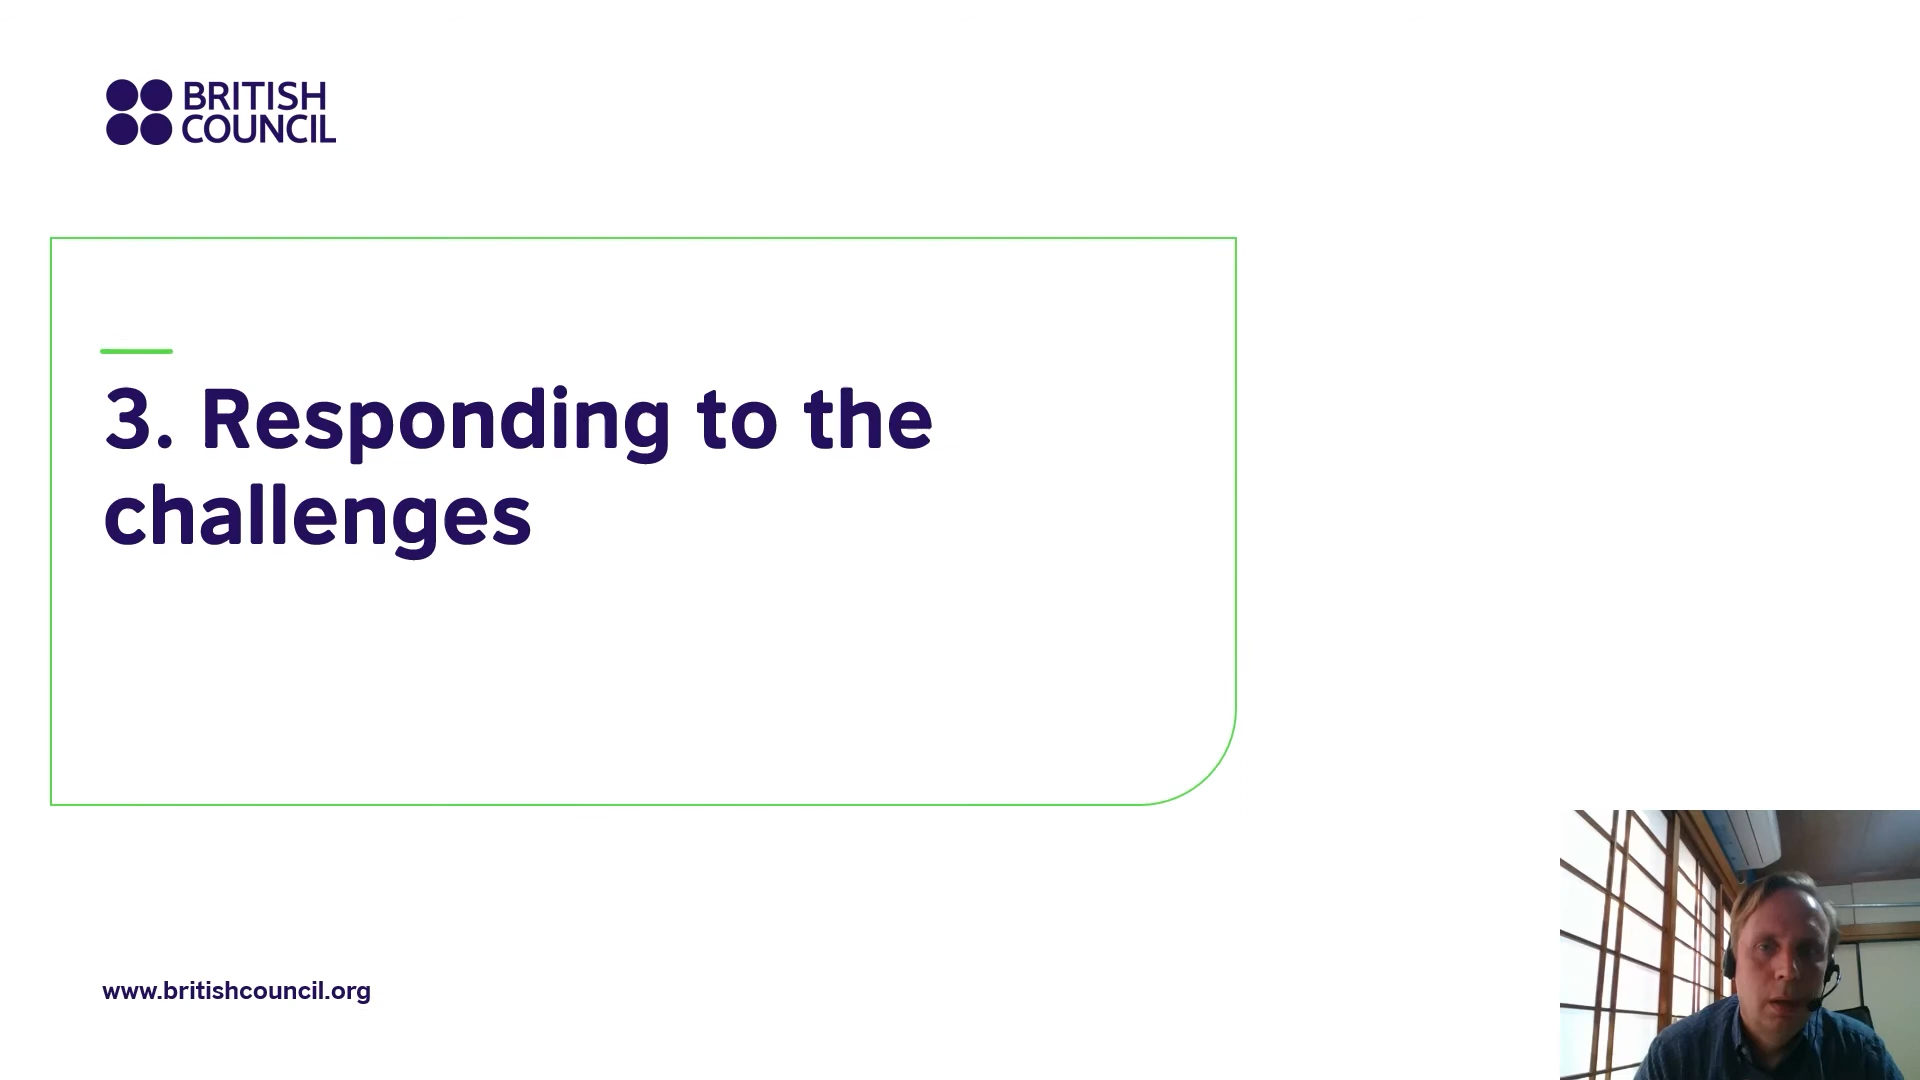 BRITISH
COUNCIL
3. Responding to the
challenges
www.britishcouncil.org